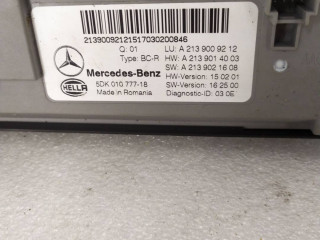 2139009212151703020084​6
Q: 01 LU: A 213 900 92 12
Type: BC-R HW: A 213 901 40 03
Mercedes-Benz SW: A 213 902 16 08
HELLA 5DK 010 777-18 HW-Version: 15 02 01
Made in Romania SW-Version: 16 25 00
Diagnostic-ID: 03 0E